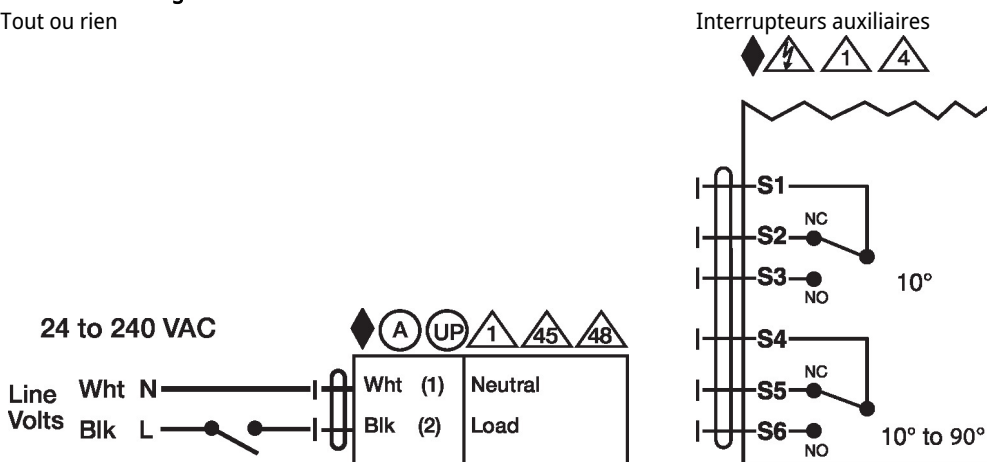 Tout ou rien
Interrupteurs auxiliaires
1 4
S1
NC
S2
S3
NO
10°
S4
NC
S5
S6
NO
10° to 90°
24 to 240 VAC
A UP 1 45 48
Line Volts
Wht N
Blk L
Wht (1) Neutral
Blk (2) Load